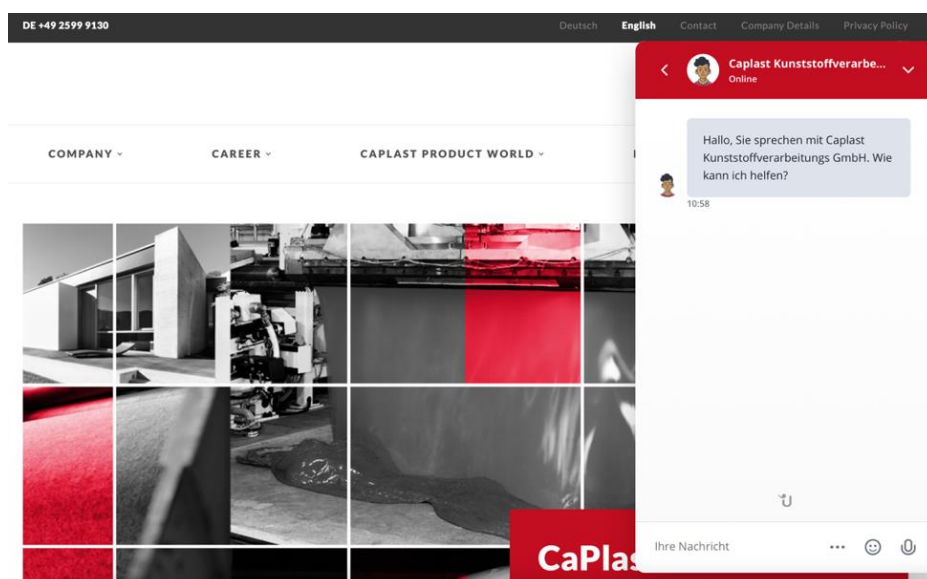 DE +49 2599 9130
Deutsch English Contact Company Details Privacy Policy
Caplast Kunststoffverarbe...
Online
COMPANY
CAREER
CAPLAST PRODUCT WORLD
Hallo, Sie sprechen mit Caplast
Kunststoffverarbeitungs GmbH. Wie
kann ich helfen?
10:58
Ihre Nachricht